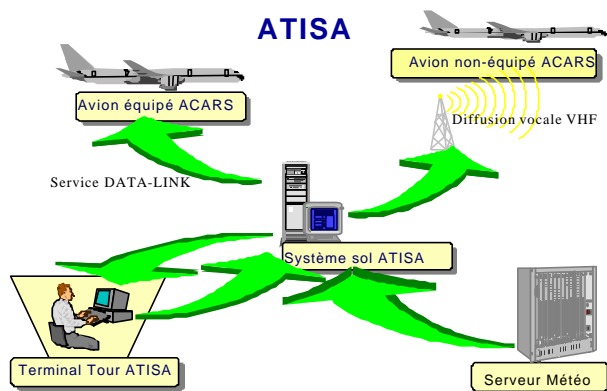 ATISA
Avion équipé ACARS
Avion non-équipé ACARS
Diffusion vocale VHF
Service DATA-LINK
Système sol ATISA
Terminal Tour ATISA
Serveur Météo